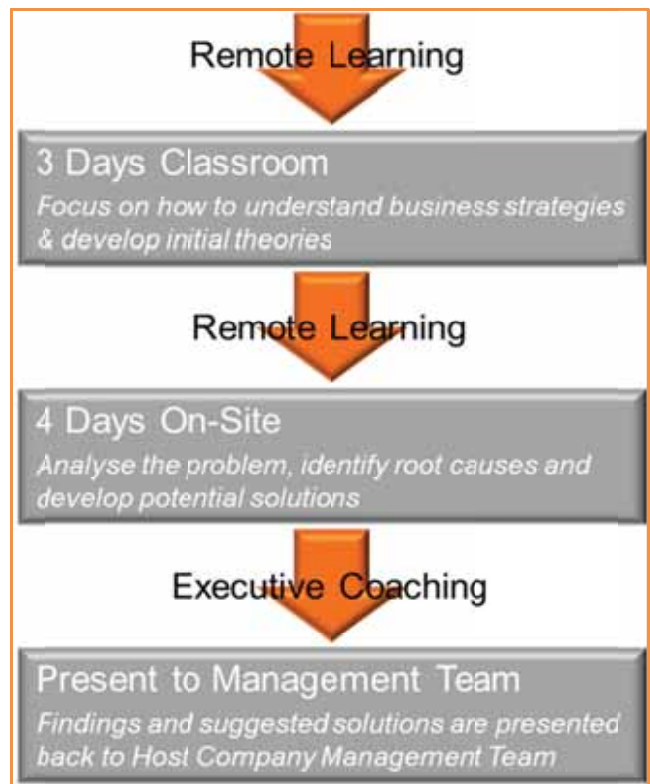 Remote Learning
3 Days Classroom
Focus on how to understand business strategies
& develop initial theories
Remote Learning
4 Days On-Site
Analyse the problem, identify root causes and
develop potential solutions
Executive Coaching
Present to Management Team
Findings and suggested solutions are presented
back to Host Company Management Team